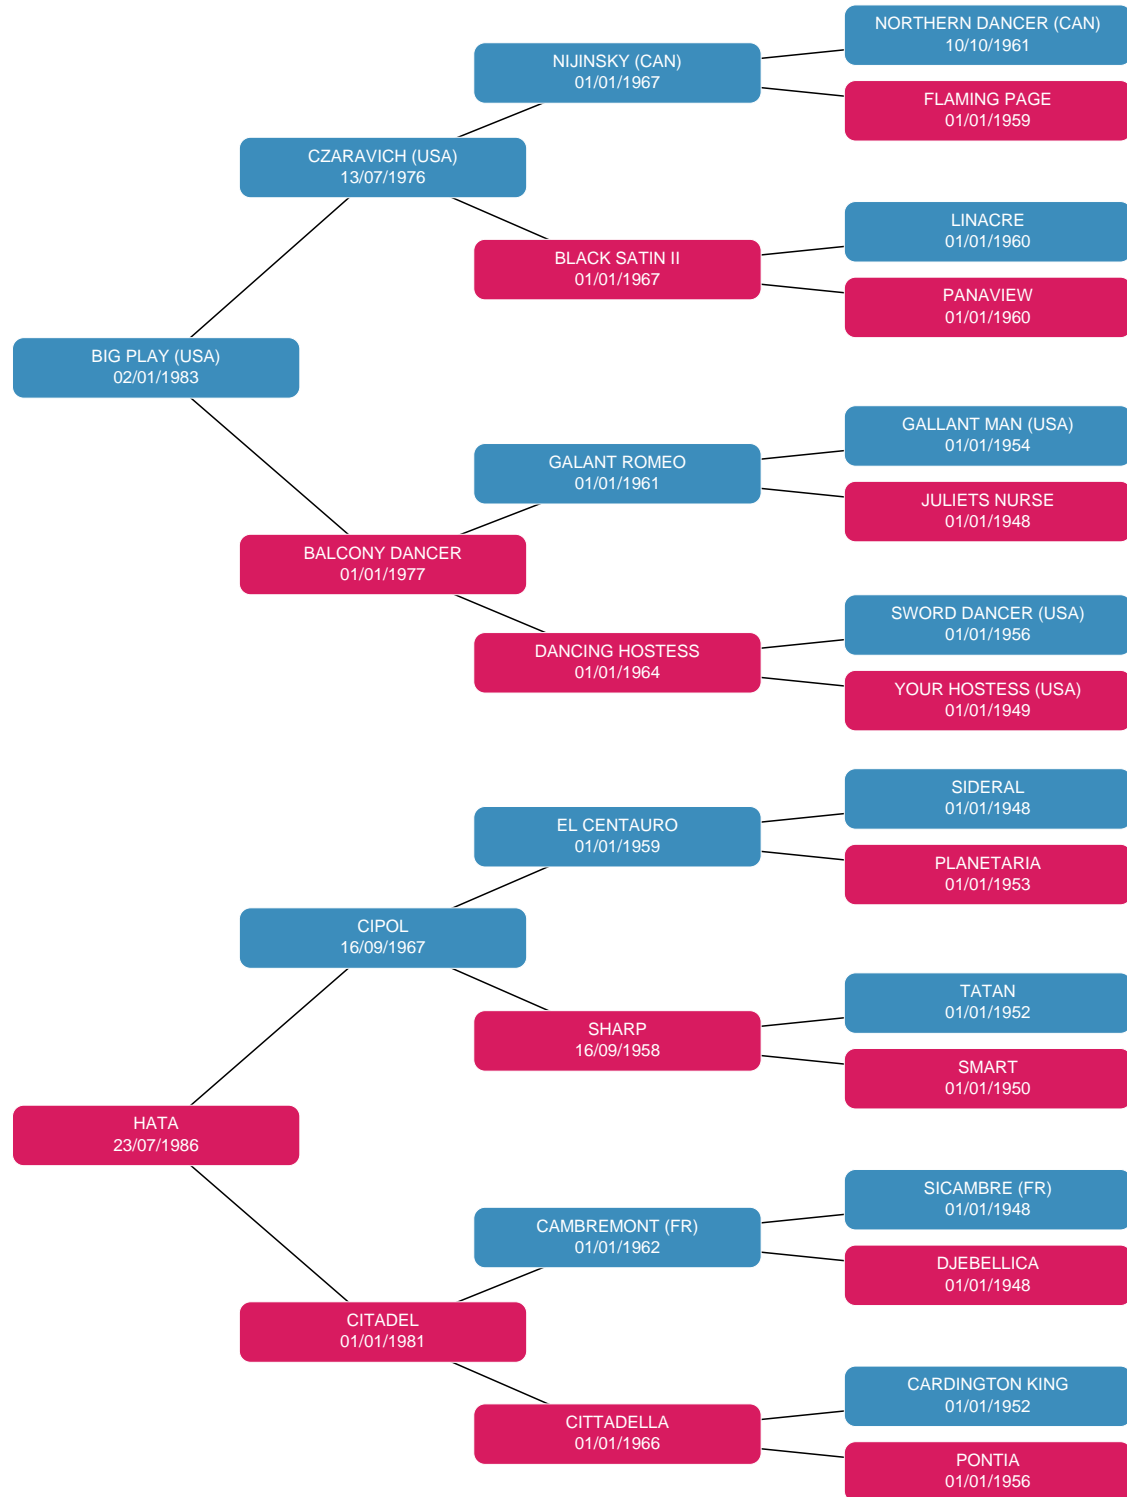 NORTHERN DANCER (CAN)
10/10/1961
NIJINSKY (CAN)
01/01/1967
FLAMING PAGE
01/01/1959
CZARAVICH (USA)
13/07/1976
LINACRE
01/01/1960
BLACK SATIN II
01/01/1967
PANAVIEW
01/01/1960
BIG PLAY (USA)
02/01/1983
GALLANT MAN (USA)
01/01/1954
GALANT ROMEO
01/01/1961
JULIETS NURSE
01/01/1948
BALCONY DANCER
01/01/1977
SWORD DANCER (USA)
01/01/1956
DANCING HOSTESS
01/01/1964
YOUR HOSTESS (USA)
01/01/1949
SIDERAL
01/01/1948
EL CENTAURO
01/01/1959
PLANETARIA
01/01/1953
CIPOL
16/09/1967
TATAN
01/01/1952
SHARP
16/09/1958
SMART
01/01/1950
HATA
23/07/1986
SICAMBRE (FR)
01/01/1948
CAMBREMONT (FR)
01/01/1962
DJEBELLICA
01/01/1948
CITADEL
01/01/1981
CARDINGTON KING
01/01/1952
CITTADELLA
01/01/1966
PONTIA
01/01/1956